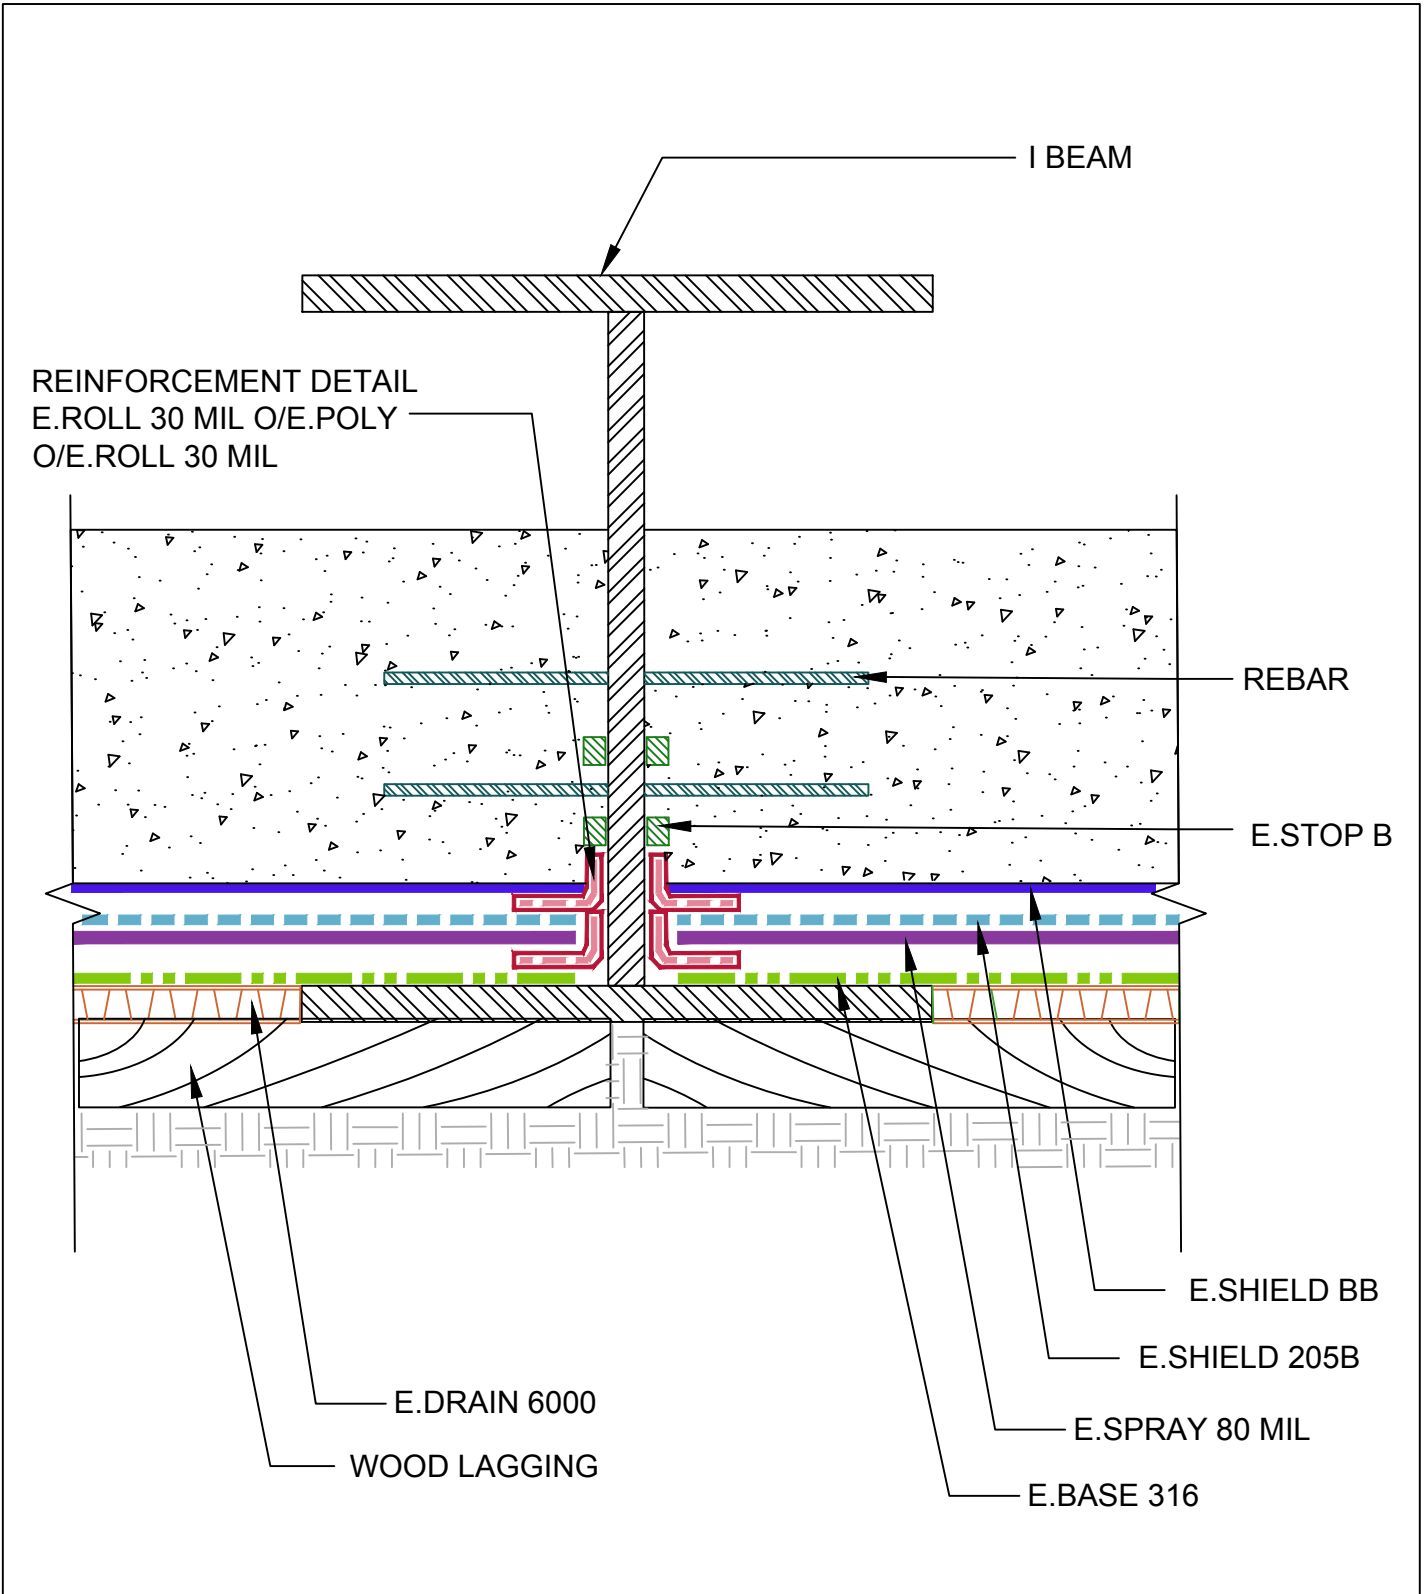 I BEAM
REINFORCEMENT DETAIL
E.ROLL 30 MIL O/E.POLY
O/E.ROLL 30 MIL
REBAR
E.STOP B
E.SHIELD BB
E.SHIELD 205B
E.DRAIN 6000
E.SPRAY 80 MIL
WOOD LAGGING
E.BASE 316